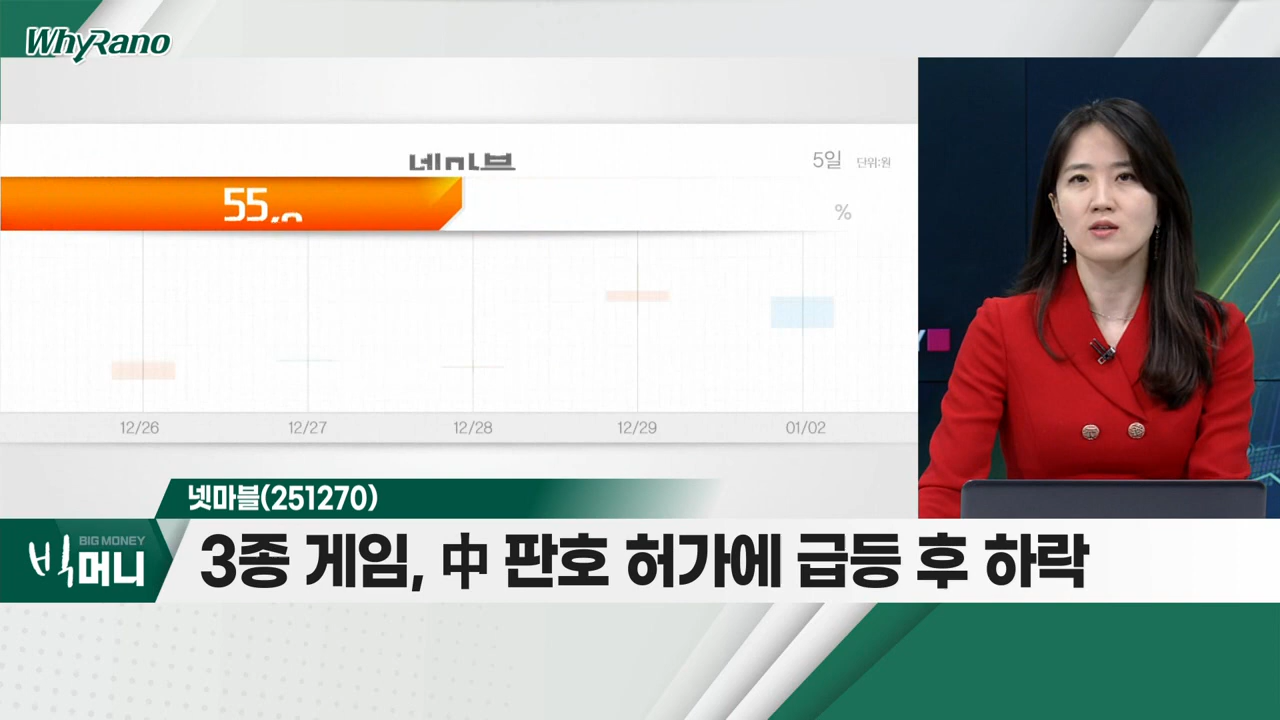 WhyRano
5일 단위:원
%
12/26 12/27 12/28 12/29 01/02
넷마블(251270)
BIG MONEY
빅머니
3종 게임, 中 판호 허가에 급등 후 하락